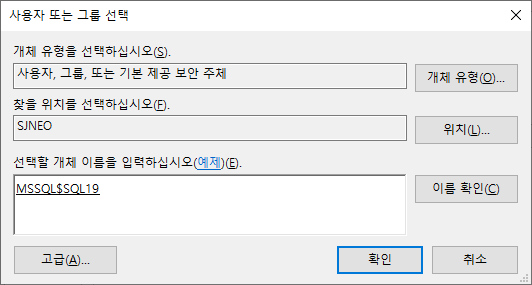 사용자 또는 그룹 선택
개체 유형을 선택하십시오(S).
사용자, 그룹, 또는 기본 제공 보안 주체
개체 유형(O)...
찾을 위치를 선택하십시오(F).
SJNEO
위치(L)...
선택할 개체 이름을 입력하십시오(예제)(E).
MSSQL$SQL19
이름 확인(C)
고급(A)...
확인
취소